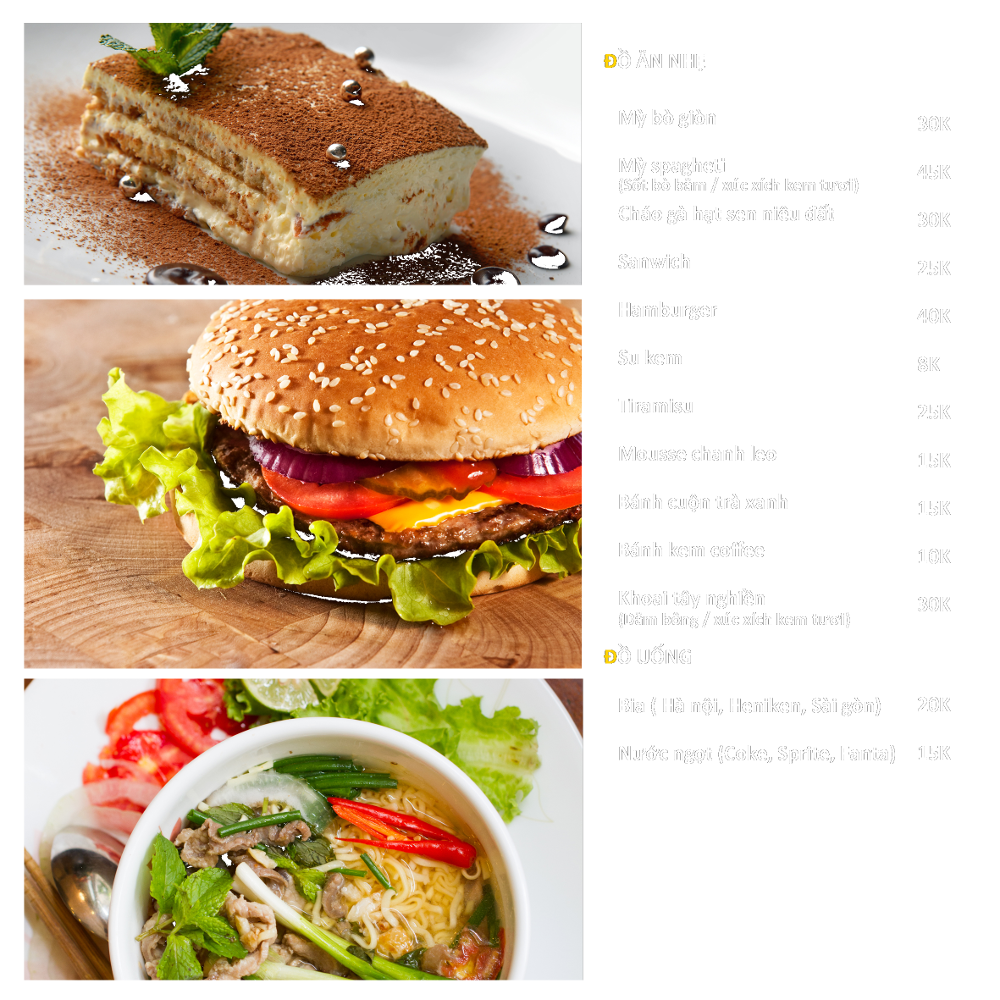 ĐỒ ĂN NHẸ
Mỳ bò giòn 30K
Mỳ spagheti 45K
(Sốt bò băm / xúc xích kem tươi)
Cháo gà hạt sen niêu đất 30K
Sanwich 25K
Hamburger 40K
Su kem 8K
Tiramisu 25K
Mousse chanh leo 15K
Bánh cuộn trà xanh 15K
Bánh kem coffee 10K
Khoai tây nghiền 30K
(Dăm bông / xúc xích kem tươi)
ĐỒ UỐNG
Bia ( Hà nội, Heniken, Sài gòn) 20K
Nước ngọt (Coke, Sprite, Fanta) 15K